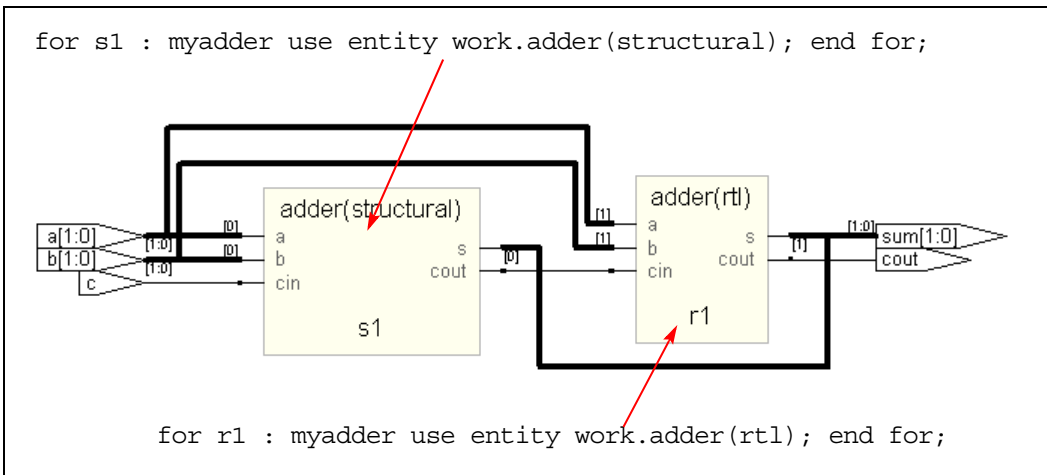 for s1 : myadder use entity work.adder(structural); end for;
adder(structural)
a
b
cin
s
cout
s1
adder(rtl)
a
b
cin
s
cout
r1
a[1:0]
b[1:0]
c
[1:0]
[1:0]
[0]
[0]
[0]
[1]
[1]
[1]
[1:0]
sum[1:0]
cout
for r1 : myadder use entity work.adder(rtl); end for;